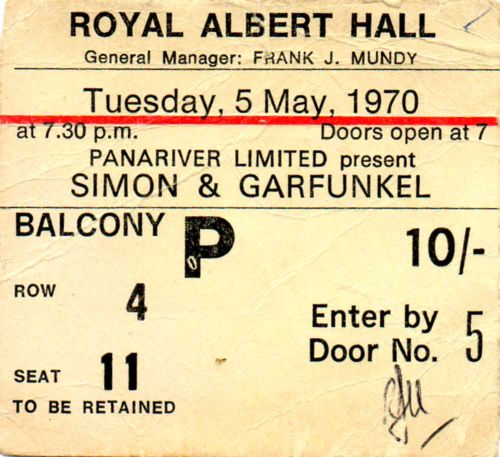 ROYAL ALBERT HALL
General Manager: FRANK J. MUNDY
Tuesday, 5 May, 1970
at 7.30 p.m. Doors open at 7
PANARIVER LIMITED present
SIMON & GARFUNKEL
BALCONY P 10/-
ROW 4
Enter by
Door No. 5
SEAT 11
TO BE RETAINED